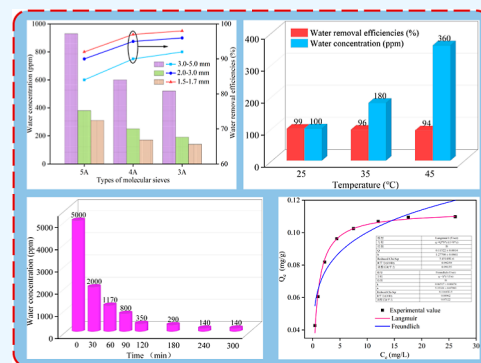 Water concentration (ppm)
1000
800
600
400
200
0
100
90
80
70
60
Water removal efficiencies (%)
3.0-5.0 mm
2.0-3.0 mm
1.5-1.7 mm
5A
4A
3A
Types of molecular sieves
Water removal efficiencies (%)
Water concentration (ppm)
400
300
200
100
0
99
100
96
180
94
360
25
35
45
Temperature (°C)
Water concentration (ppm)
5000
4000
3000
2000
1000
0
5000
2000
1170
800
350
290
140
140
0 30 60 90 120 180 240 300
Time (min)
Qe (mg/g)
0.12
0.10
0.08
0.06
0.04
Experimental value
Langmuir
Freundlich
0 5 10 15 20 25 30
Ce (mg/L)